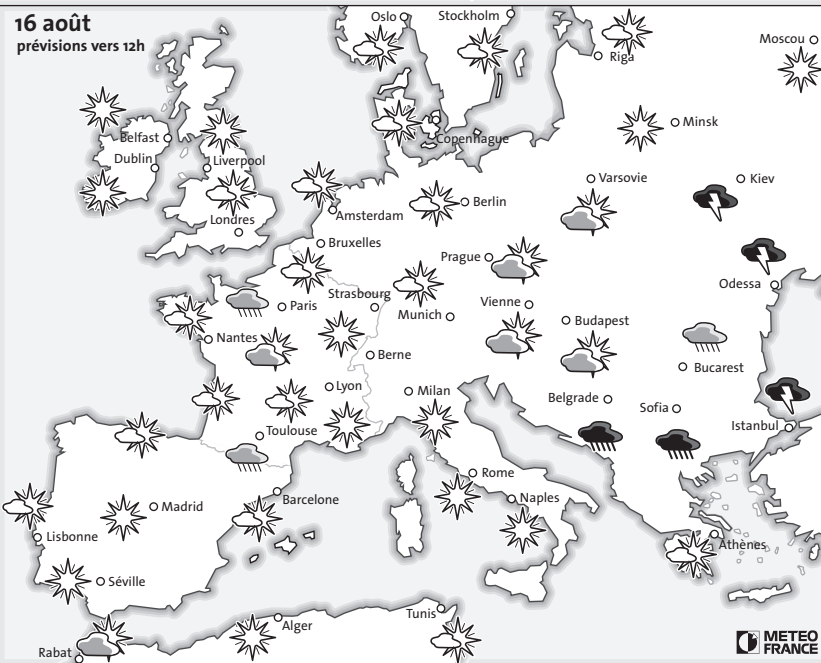 16 août
prévisions vers 12h
Oslo
Stockholm
Riga
Moscou
Minsk
Belfast
Dublin
Liverpool
Londres
Copenhague
Amsterdam
Berlin
Varsovie
Kiev
Bruxelles
Prague
Odessa
Paris
Strasbourg
Munich
Vienne
Budapest
Nantes
Berne
Bucarest
Lyon
Milan
Belgrade
Sofia
Istanbul
Toulouse
Rome
Naples
Barcelone
Madrid
Lisbonne
Séville
Athènes
Rabat
Alger
Tunis
METEO
FRANCE